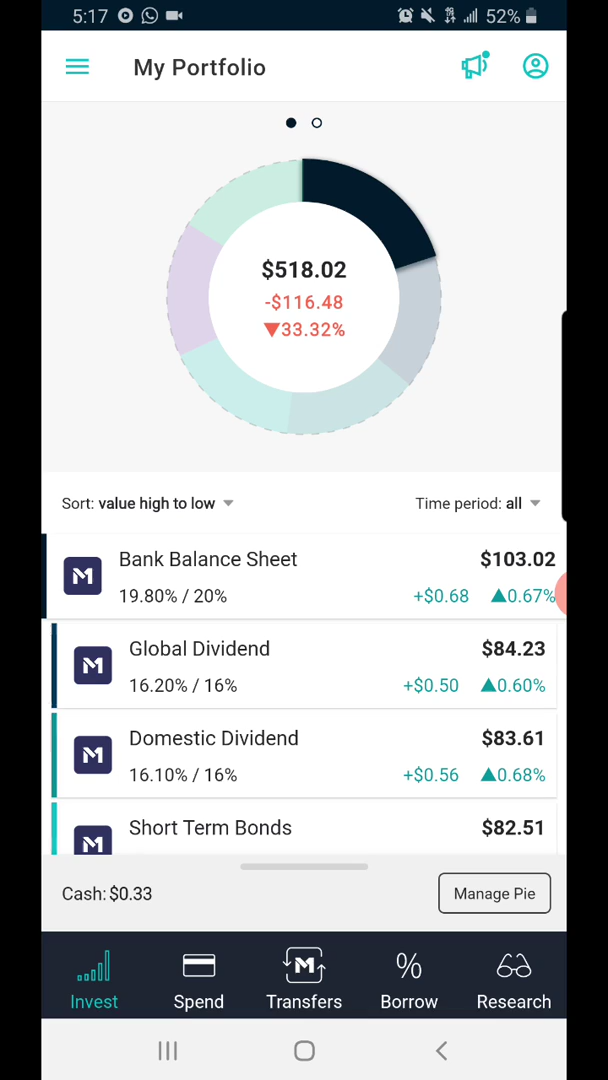 5:17 52%
My Portfolio
$518.02
-$116.48
▼33.32%
Sort: value high to low Time period: all
Bank Balance Sheet $103.02
19.80% / 20% +$0.68 ▲0.67%
Global Dividend $84.23
16.20% / 16% +$0.50 ▲0.60%
Domestic Dividend $83.61
16.10% / 16% +$0.56 ▲0.68%
Short Term Bonds $82.51
Cash: $0.33 Manage Pie
Invest Spend Transfers Borrow Research